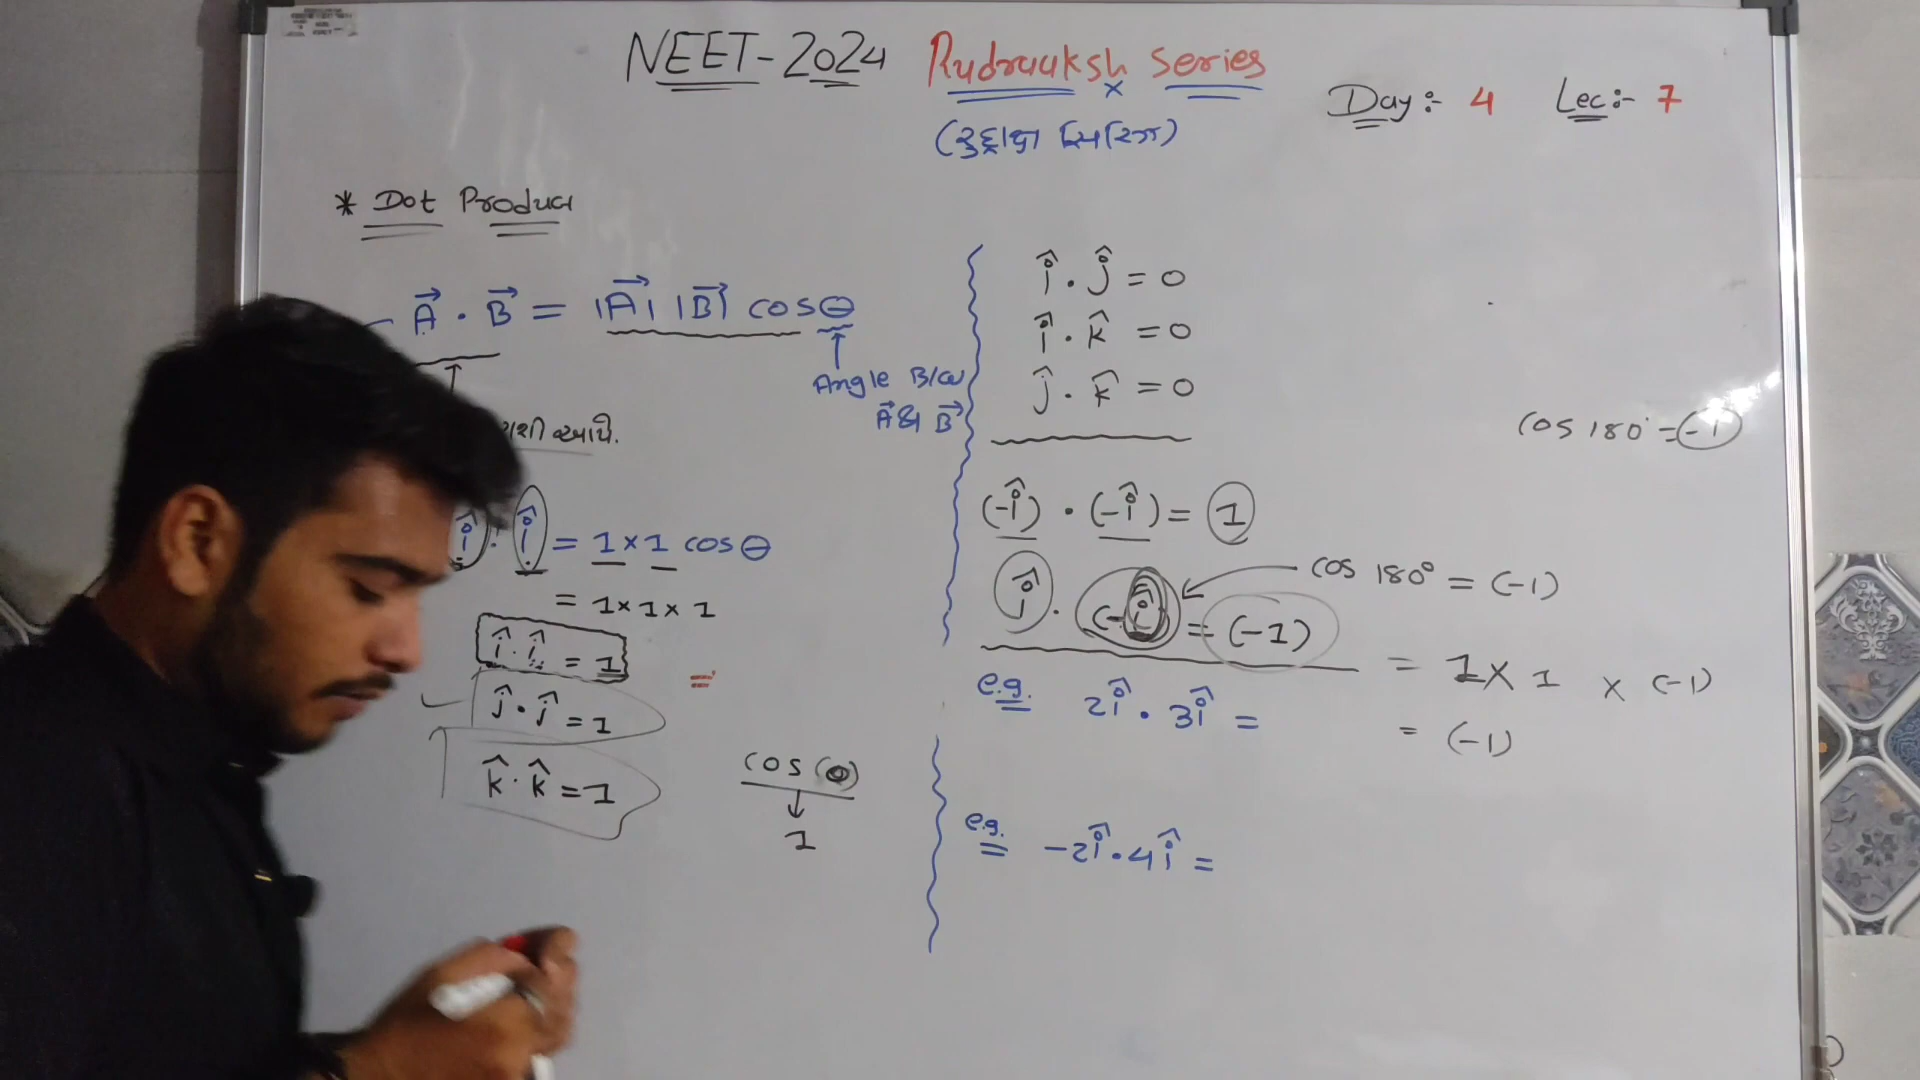 NEET-2024 Rudraaksh Series
(રુદ્રાક્ષ સિરિઝ)
Day:- 4 Lec:- 7
* Dot Product
A⃗ · B⃗ = |A⃗| |B⃗| cosθ
Angle B/w
A⃗ & B⃗
આપે.
î · î = 1×1 cosθ
= 1×1×1
î · î = 1
ĵ · ĵ = 1
k̂ · k̂ = 1
=
cos(0)
↓
1
î · ĵ = 0
î · k̂ = 0
ĵ · k̂ = 0
cos 180° = -1
(-î) · (-î) = 1
î · (-î) = (-1)
cos 180° = (-1)
= 1 × 1 × (-1)
= (-1)
e.g. 2î · 3î =
e.g. -2î · 4î =